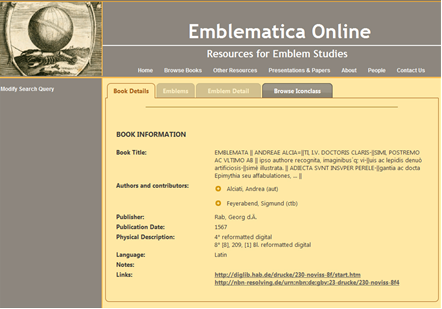 Emblematica Online
Resources for Emblem Studies
Home Browse Books Other Resources Presentations & Papers About People Contact Us
Modify Search Query
Book Details Emblems Emblem Detail Browse Iconclass
BOOK INFORMATION
Book Title: EMBLEMATA || ANDREAE ALCIA=||TI, I.V. DOCTORIS CLARIS-||SIMI, POSTREMO
AC VLTIMO AB || ipso authore recognita, imaginibus´q; vi-||uis ac lepidis denuò
artificiosis-||simè illustrata. || ADIECTA SVNT INSVPER PERELE-||gantia ac docta
Epimythia seu affabulationes, ... ||
Authors and contributors: Alciati, Andrea (aut)
Feyerabend, Sigmund (ctb)
Publisher: Rab, Georg d.Ä.
Publication Date: 1567
Physical Description: 4° reformatted digital
8° [8], 209, [1] Bl. reformatted digital
Language: Latin
Notes:
Links: http://diglib.hab.de/drucke/230-noviss-8f/start.htm
http://nbn-resolving.de/urn:nbn:de:gbv:23-drucke/230-noviss-8f4